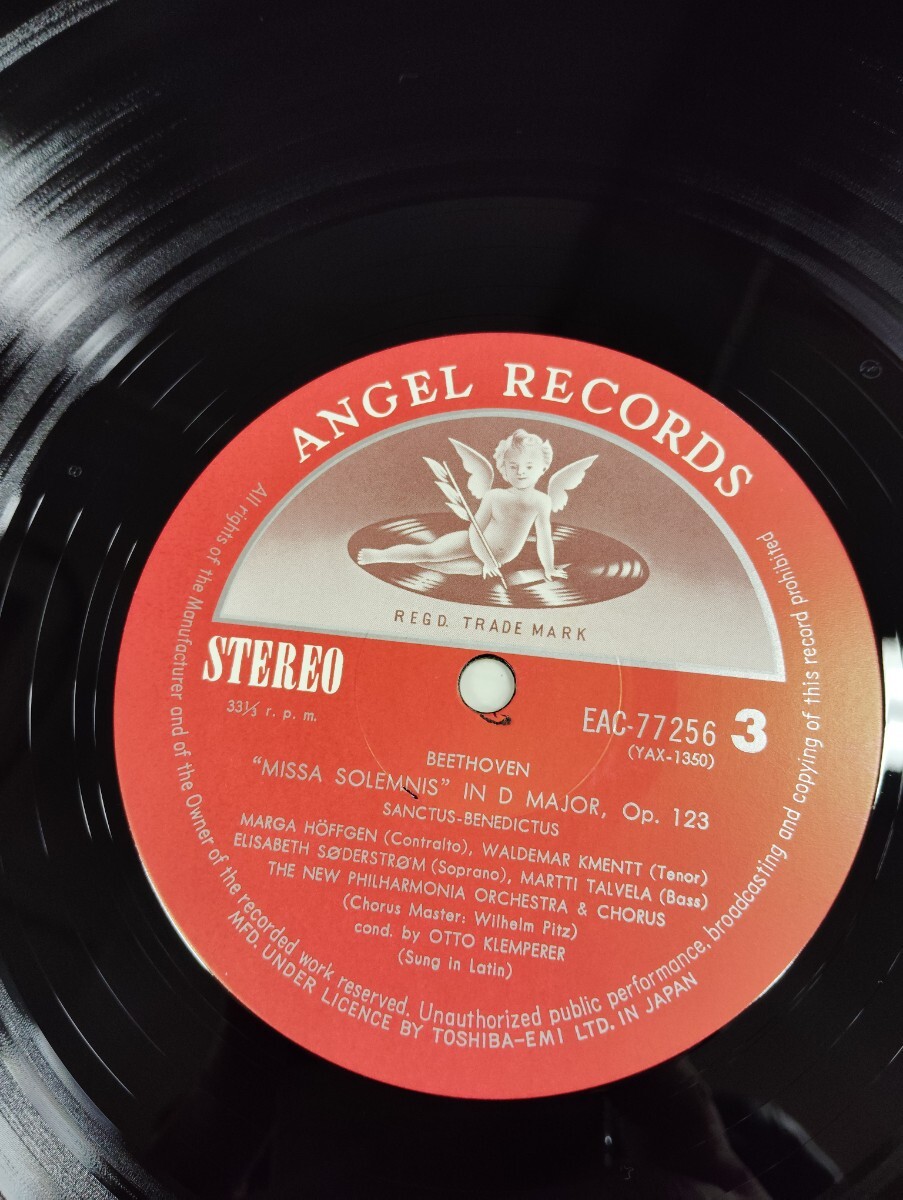 ANGEL RECORDS
REGD. TRADE MARK
STEREO
33⅓ r. p. m.
EAC-77256 3
(YAX-1350)
BEETHOVEN
“MISSA SOLEMNIS” IN D MAJOR, Op. 123
SANCTUS-BENEDICTUS
MARGA HÖFFGEN (Contralto), WALDEMAR KMENTT (Tenor)
ELISABETH SØDERSTRØM (Soprano), MARTTI TALVELA (Bass)
THE NEW PHILHARMONIA ORCHESTRA & CHORUS
(Chorus Master: Wilhelm Pitz)
cond. by OTTO KLEMPERER
(Sung in Latin)
All rights of the Manufacturer and of the Owner of the recorded work reserved. Unauthorized public performance, broadcasting and copying of this record prohibited
MFD. UNDER LICENCE BY TOSHIBA-EMI LTD. IN JAPAN